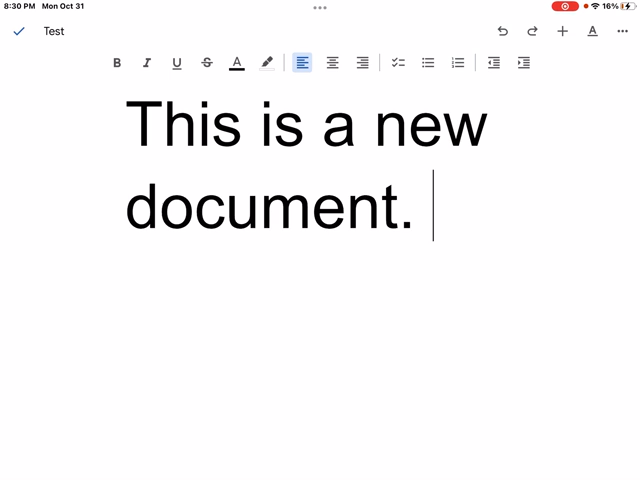 8:30 PM Mon Oct 31
16%
Test
B I U S A
This is a new
document.